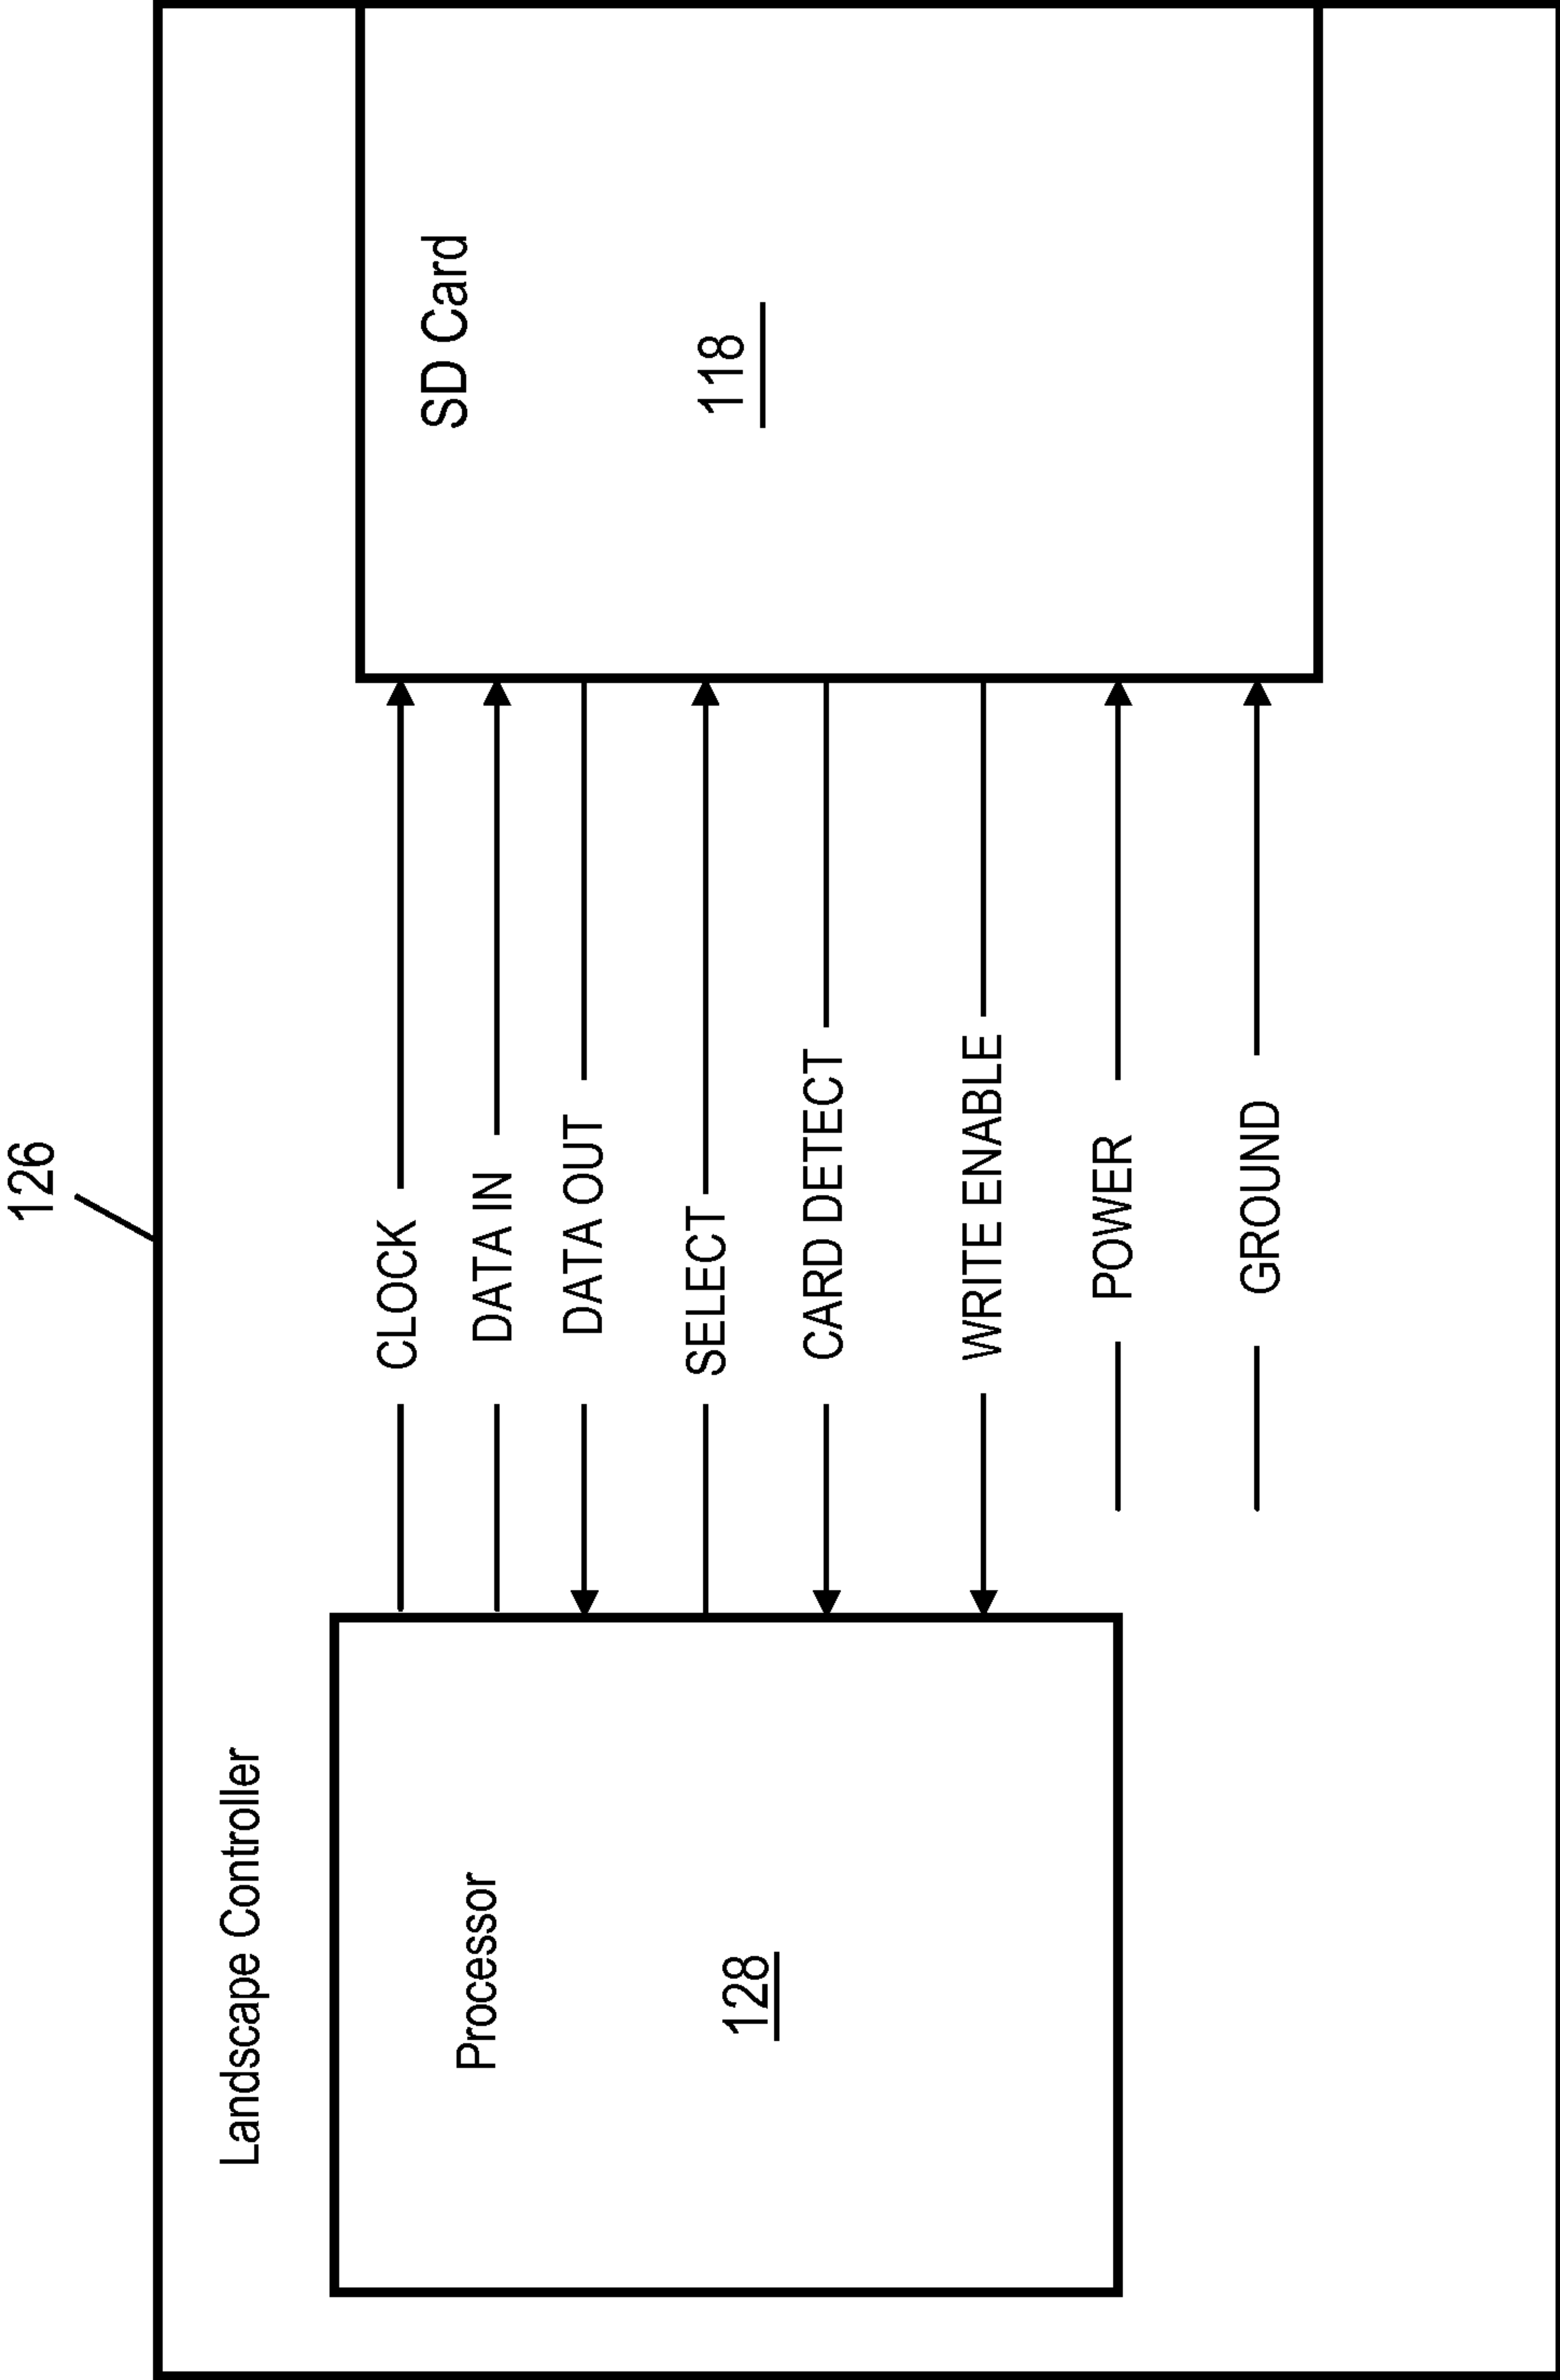 126
Landscape Controller
Processor
128
CLOCK
DATA IN
DATA OUT
SELECT
CARD DETECT
WRITE ENABLE
POWER
GROUND
SD Card
118